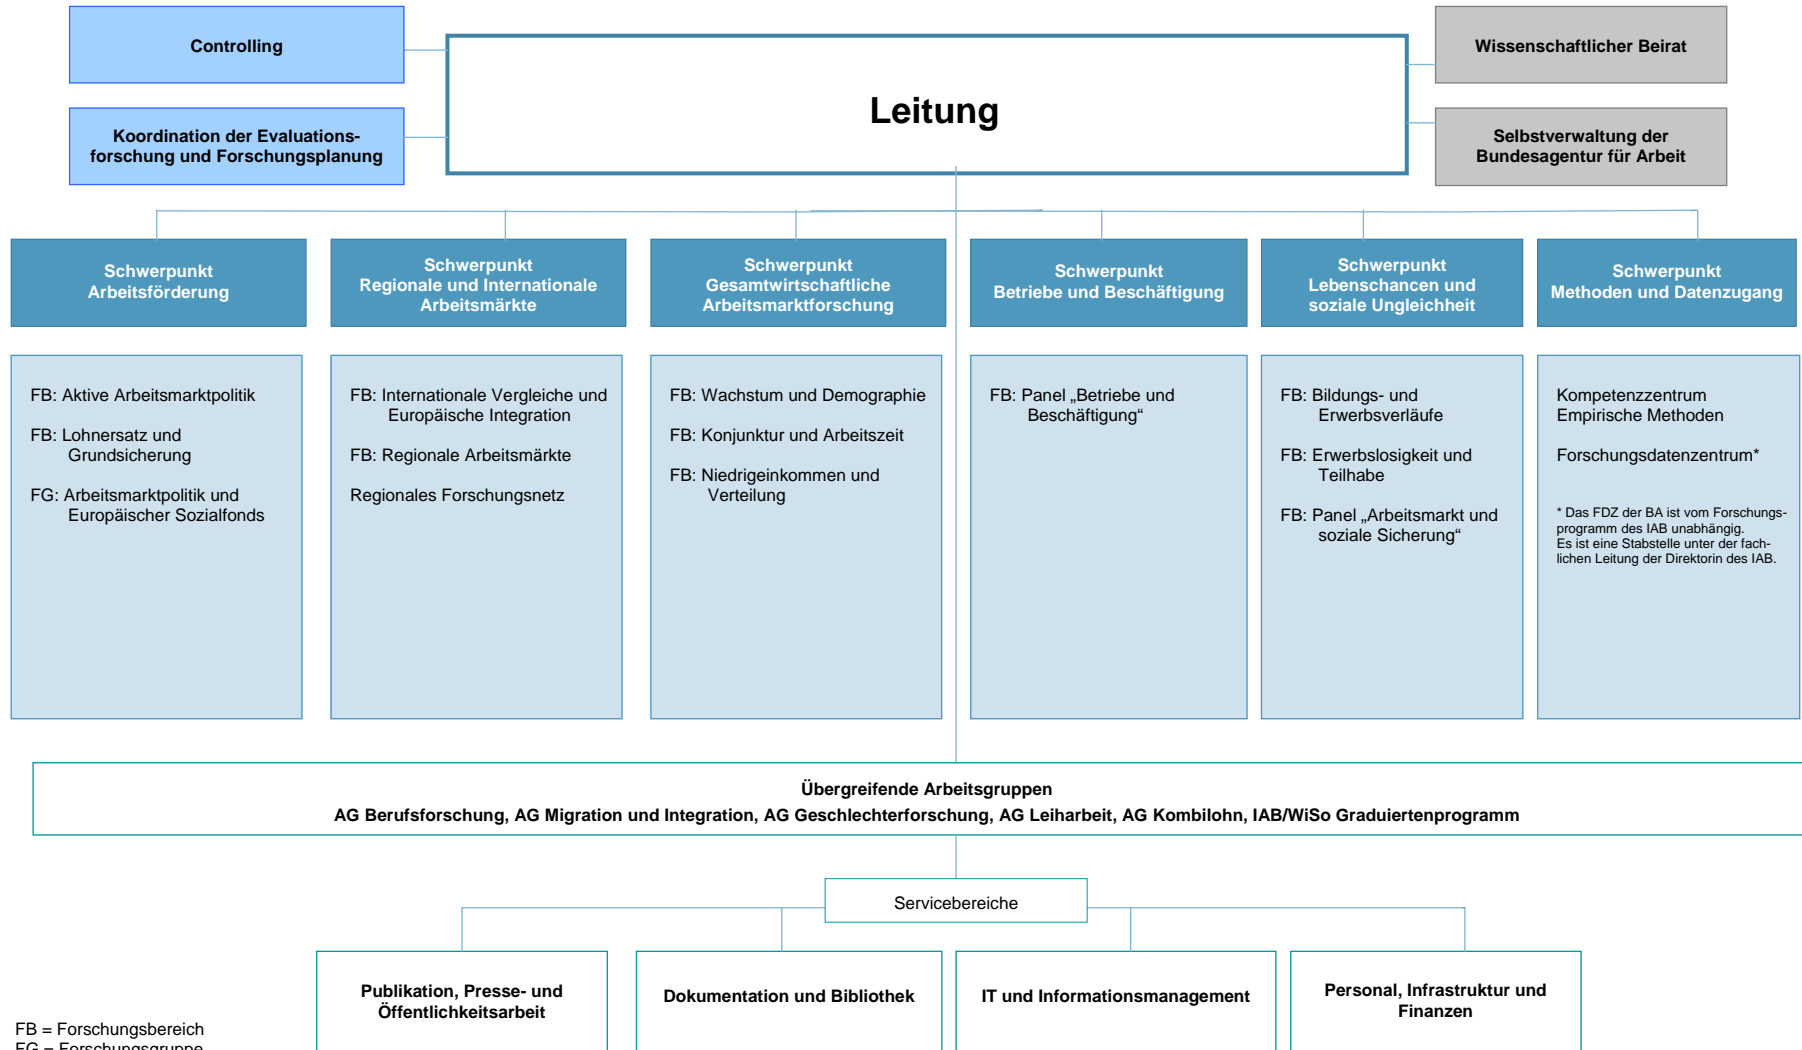 Controlling
Koordination der Evaluations-
forschung und Forschungsplanung
Leitung
Wissenschaftlicher Beirat
Selbstverwaltung der
Bundesagentur für Arbeit
Schwerpunkt
Arbeitsförderung
Schwerpunkt
Regionale und Internationale
Arbeitsmärkte
Schwerpunkt
Gesamtwirtschaftliche
Arbeitsmarktforschung
Schwerpunkt
Betriebe und Beschäftigung
Schwerpunkt
Lebenschancen und
soziale Ungleichheit
Schwerpunkt
Methoden und Datenzugang
FB: Aktive Arbeitsmarktpolitik
FB: Lohnersatz und
Grundsicherung
FG: Arbeitsmarktpolitik und
Europäischer Sozialfonds
FB: Internationale Vergleiche und
Europäische Integration
FB: Regionale Arbeitsmärkte
Regionales Forschungsnetz
FB: Wachstum und Demographie
FB: Konjunktur und Arbeitszeit
FB: Niedrigeinkommen und
Verteilung
FB: Panel „Betriebe und
Beschäftigung“
FB: Bildungs- und
Erwerbsverläufe
FB: Erwerbslosigkeit und
Teilhabe
FB: Panel „Arbeitsmarkt und
soziale Sicherung“
Kompetenzzentrum
Empirische Methoden
Forschungsdatenzentrum*
* Das FDZ der BA ist vom Forschungs-
programm des IAB unabhängig.
Es ist eine Stabstelle unter der fach-
lichen Leitung der Direktorin des IAB.
Übergreifende Arbeitsgruppen
AG Berufsforschung, AG Migration und Integration, AG Geschlechterforschung, AG Leiharbeit, AG Kombilohn, IAB/WiSo Graduiertenprogramm
Servicebereiche
Publikation, Presse- und
Öffentlichkeitsarbeit
Dokumentation und Bibliothek
IT und Informationsmanagement
Personal, Infrastruktur und
Finanzen
FB = Forschungsbereich
FG = Forschungsgruppe